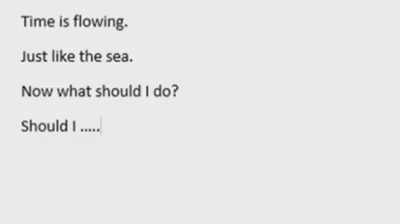 Time is flowing.
Just like the sea.
Now what should I do?
Should I .....